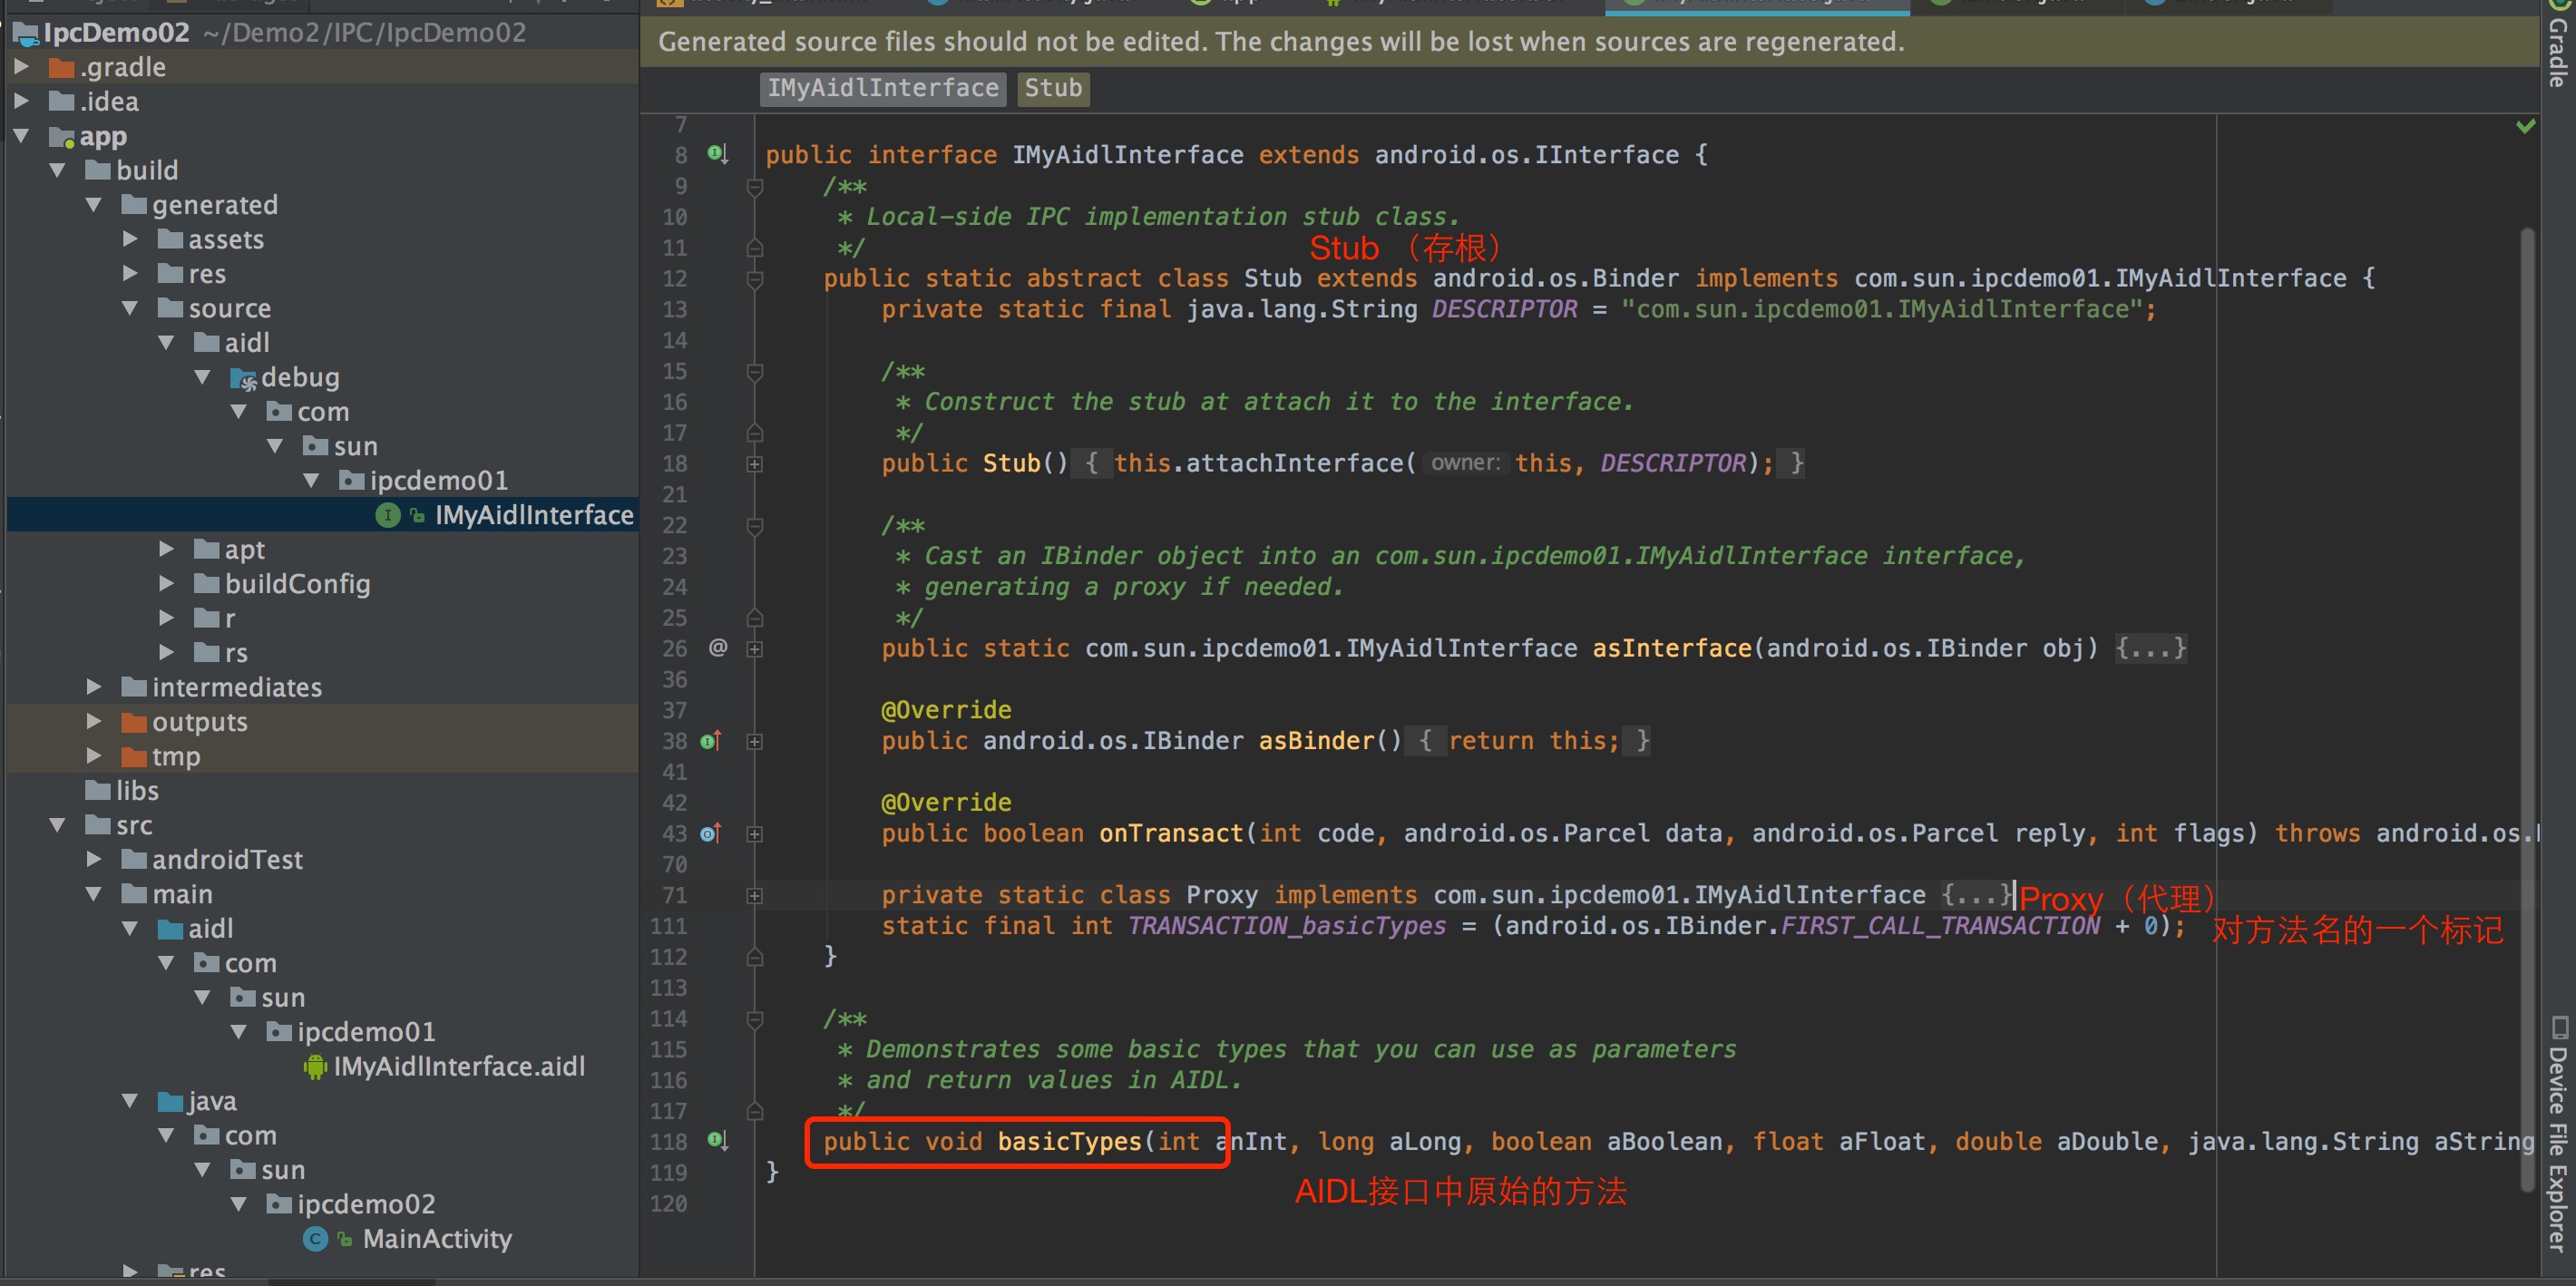 IpcDemo02 ~/Demo2/IPC/IpcDemo02
.gradle
.idea
app
build
generated
assets
res
source
aidl
debug
com
sun
ipcdemo01
IMyAidlInterface
apt
buildConfig
r
rs
intermediates
outputs
tmp
libs
src
androidTest
main
aidl
com
sun
ipcdemo01
IMyAidlInterface.aidl
java
com
sun
ipcdemo02
MainActivity
res
Generated source files should not be edited. The changes will be lost when sources are regenerated.
IMyAidlInterface Stub
7
8 public interface IMyAidlInterface extends android.os.IInterface {
9 /**
10 * Local-side IPC implementation stub class.
11 */
Stub （存根）
12 public static abstract class Stub extends android.os.Binder implements com.sun.ipcdemo01.IMyAidlInterface {
13 private static final java.lang.String DESCRIPTOR = "com.sun.ipcdemo01.IMyAidlInterface";
14
15 /**
16 * Construct the stub at attach it to the interface.
17 */
18 public Stub() { this.attachInterface( owner: this, DESCRIPTOR); }
21
22 /**
23 * Cast an IBinder object into an com.sun.ipcdemo01.IMyAidlInterface interface,
24 * generating a proxy if needed.
25 */
26 @ public static com.sun.ipcdemo01.IMyAidlInterface asInterface(android.os.IBinder obj) {...}
36
37 @Override
38 public android.os.IBinder asBinder() { return this; }
41
42 @Override
43 public boolean onTransact(int code, android.os.Parcel data, android.os.Parcel reply, int flags) throws android.os.
70
71 private static class Proxy implements com.sun.ipcdemo01.IMyAidlInterface {...} Proxy（代理）
111 static final int TRANSACTION_basicTypes = (android.os.IBinder.FIRST_CALL_TRANSACTION + 0); 对方法名的一个标记
112 }
113
114 /**
115 * Demonstrates some basic types that you can use as parameters
116 * and return values in AIDL.
117 */
118 public void basicTypes(int anInt, long aLong, boolean aBoolean, float aFloat, double aDouble, java.lang.String aString
119 }
AIDL接口中原始的方法
120
Gradle
Device File Explorer